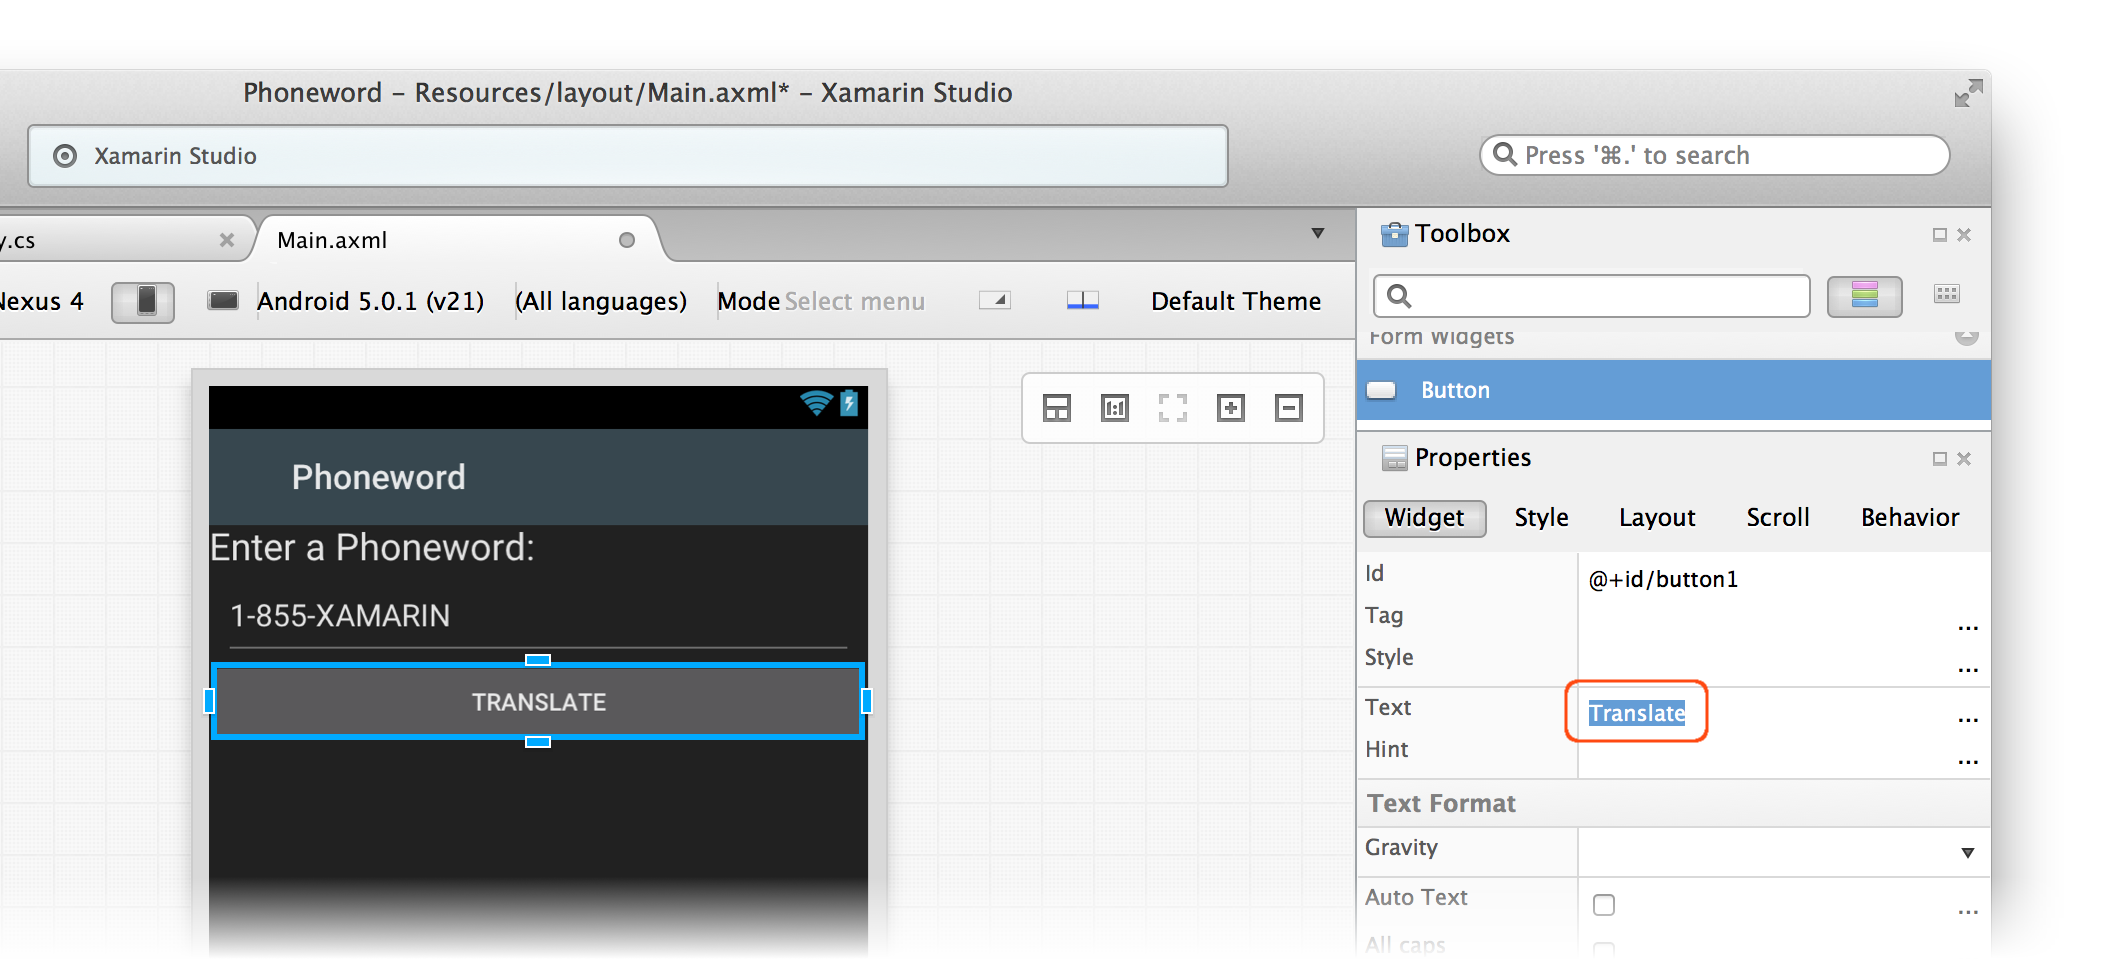 Phoneword – Resources/layout/Main.axml* – Xamarin Studio
Xamarin Studio
Press '⌘.' to search
y.cs
Main.axml
Toolbox
Nexus 4
Android 5.0.1 (v21)
(All languages)
Mode Select menu
Default Theme
Form Widgets
Button
Phoneword
Enter a Phoneword:
1-855-XAMARIN
TRANSLATE
1:1
Properties
Widget
Style
Layout
Scroll
Behavior
Id
@+id/button1
Tag
...
Style
...
Text
Translate
...
Hint
...
Text Format
Gravity
Auto Text
...
All caps